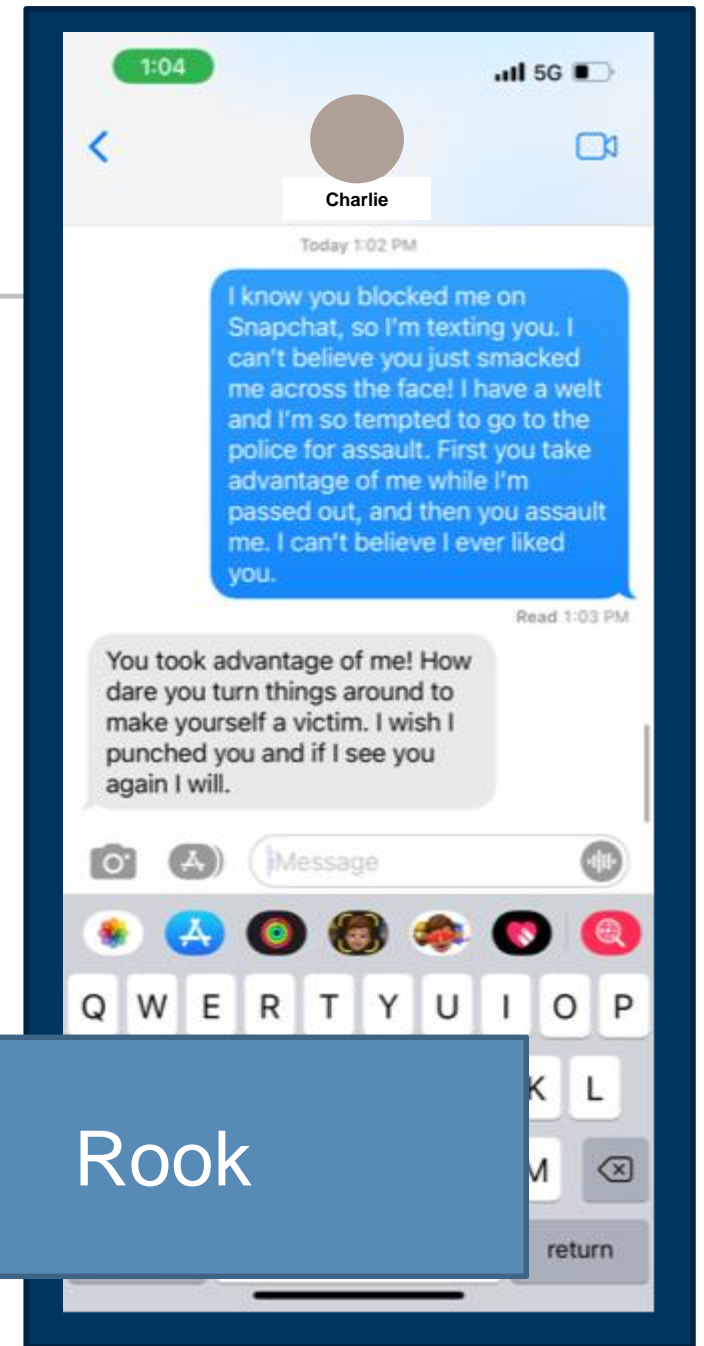 1:04
5G
Charlie
Today 1:02 PM
I know you blocked me on
Snapchat, so I'm texting you. I
can't believe you just smacked
me across the face! I have a welt
and I'm so tempted to go to the
police for assault. First you take
advantage of me while I'm
passed out, and then you assault
me. I can't believe I ever liked
you.
Read 1:03 PM
You took advantage of me! How
dare you turn things around to
make yourself a victim. I wish I
punched you and if I see you
again I will.
iMessage
Q W E R T Y U I O P
K L
M
Rook
return